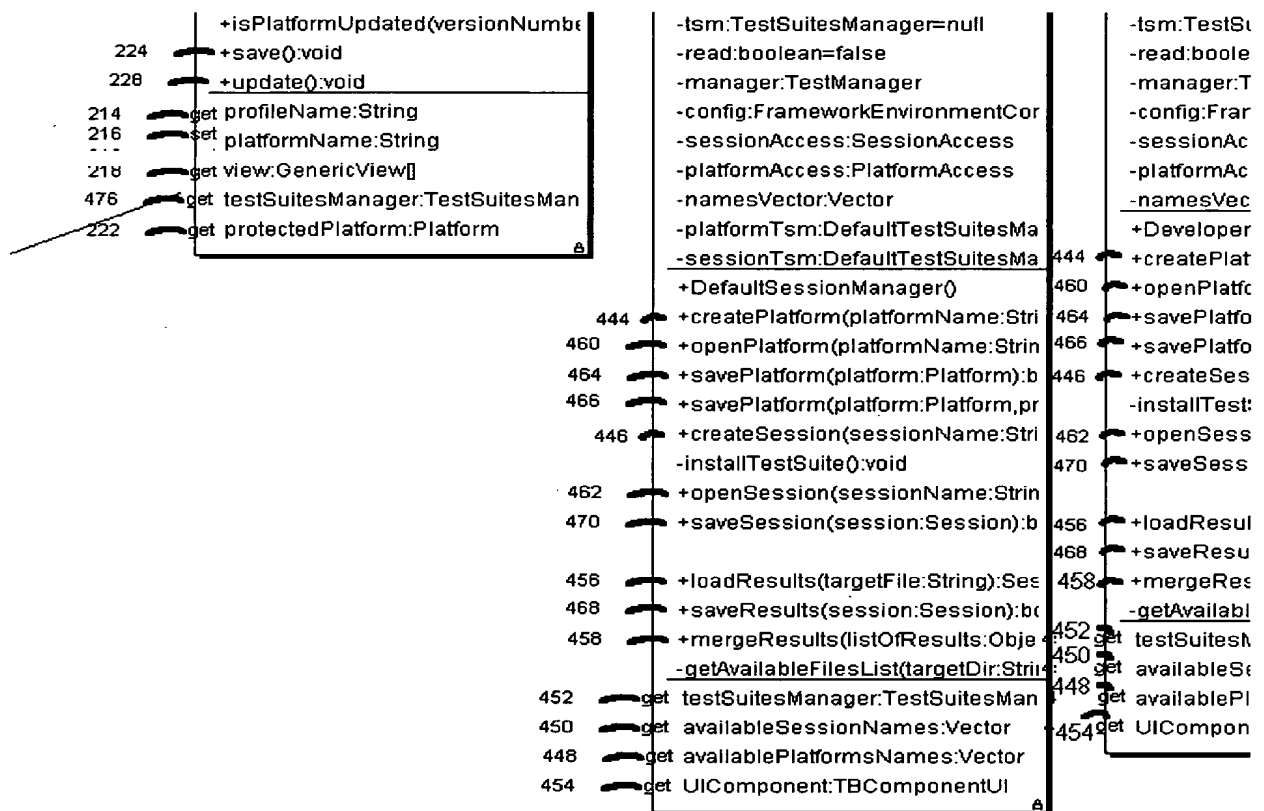 +isPlatformUpdated(versionNumbe
224 +save():void
228 +update():void
214 get profileName:String
216 set platformName:String
218 get view:GenericView[]
476 get testSuitesManager:TestSuitesMan
222 get protectedPlatform:Platform
-tsm:TestSuitesManager=null
-read:boolean=false
-manager:TestManager
-config:FrameworkEnvironmentCor
-sessionAccess:SessionAccess
-platformAccess:PlatformAccess
-namesVector:Vector
-platformTsm:DefaultTestSuitesMa
-sessionTsm:DefaultTestSuitesMa
+DefaultSessionManager()
444 +createPlatform(platformName:Stri
460 +openPlatform(platformName:Strin
464 +savePlatform(platform:Platform):b
466 +savePlatform(platform:Platform,pr
446 +createSession(sessionName:Stri
-installTestSuite():void
462 +openSession(sessionName:Strin
470 +saveSession(session:Session):b
456 +loadResults(targetFile:String):Ses
468 +saveResults(session:Session):bo
458 +mergeResults(listOfResults:Obje
-getAvailableFilesList(targetDir:Strin
452 get testSuitesManager:TestSuitesMan
450 get availableSessionNames:Vector
448 get availablePlatformsNames:Vector
454 get UIComponent:TBComponentUI
-tsm:TestSu
-read:boole
-manager:T
-config:Frar
-sessionAc
-platformAc
-namesVec
+Developer
444 +createPlat
460 +openPlatfo
464 +savePlatfo
466 +savePlatfo
446 +createSes
-installTest
462 +openSess
470 +saveSess
456 +loadResul
468 +saveResu
458 +mergeRes
-getAvailabl
452 get testSuitesM
450 get availableSe
448 get availablePl
454 get UICompon